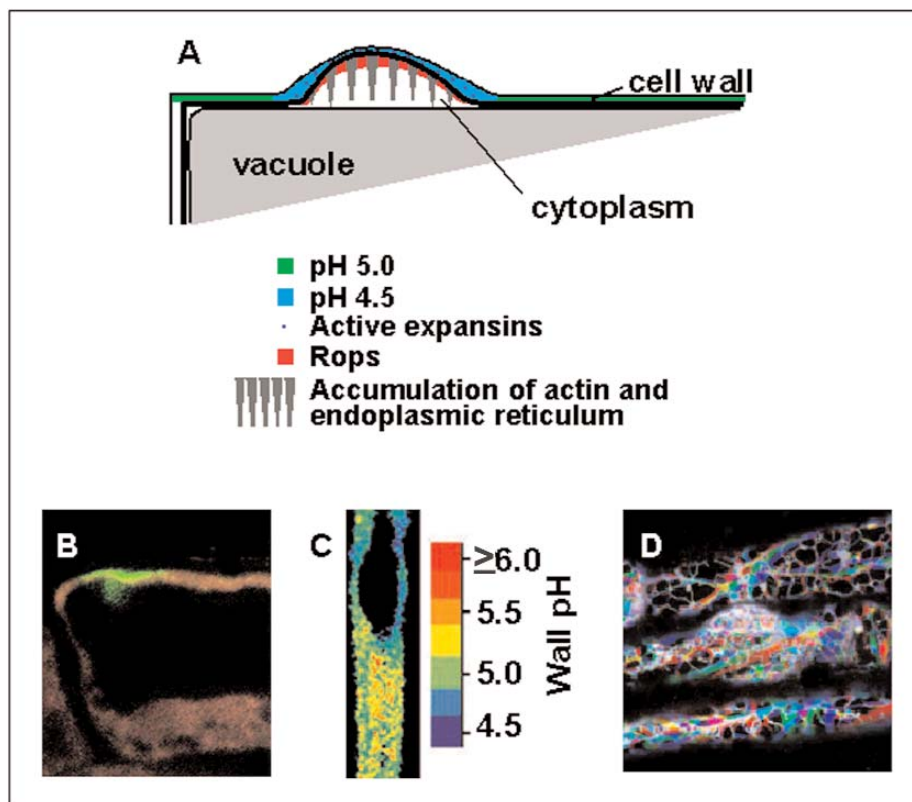 A
cell wall
vacuole
cytoplasm
pH 5.0
pH 4.5
Active expansins
Rops
Accumulation of actin and
endoplasmic reticulum
B
C
≥6.0
5.5
5.0
4.5
Wall pH
D